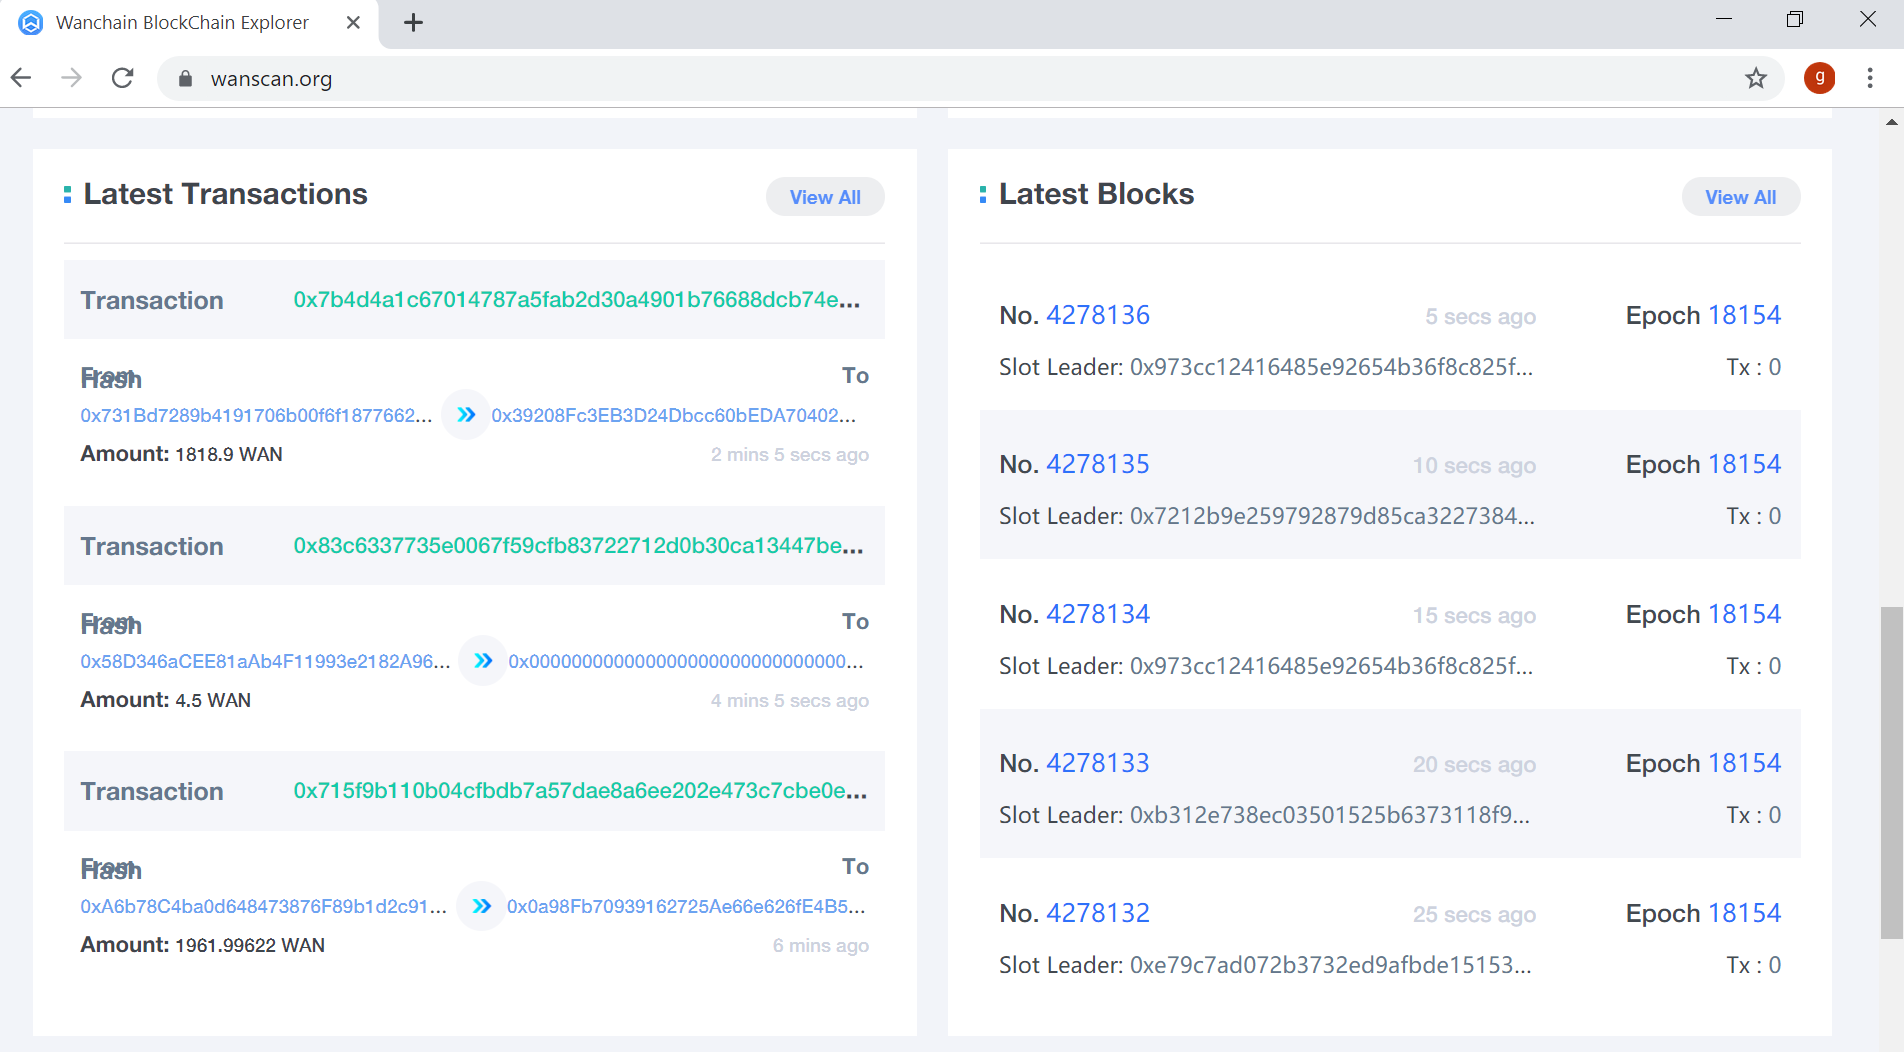 Wanchain BlockChain Explorer
wanscan.org
g
Latest Transactions
View All
Transaction Hash
0x7b4d4a1c67014787a5fab2d30a4901b76688dcb74e...
From
To
0x731Bd7289b4191706b00f6f1877662...
0x39208Fc3EB3D24Dbcc60bEDA70402...
Amount: 1818.9 WAN
2 mins 5 secs ago
Transaction Hash
0x83c6337735e0067f59cfb83722712d0b30ca13447be...
From
To
0x58D346aCEE81aAb4F11993e2182A96...
0x000000000000000000000000000000...
Amount: 4.5 WAN
4 mins 5 secs ago
Transaction Hash
0x715f9b110b04cfbdb7a57dae8a6ee202e473c7cbe0e...
From
To
0xA6b78C4ba0d648473876F89b1d2c91...
0x0a98Fb70939162725Ae66e626fE4B5...
Amount: 1961.99622 WAN
6 mins ago
Latest Blocks
View All
No. 4278136
5 secs ago
Epoch 18154
Slot Leader: 0x973cc12416485e92654b36f8c825f...
Tx : 0
No. 4278135
10 secs ago
Epoch 18154
Slot Leader: 0x7212b9e259792879d85ca3227384...
Tx : 0
No. 4278134
15 secs ago
Epoch 18154
Slot Leader: 0x973cc12416485e92654b36f8c825f...
Tx : 0
No. 4278133
20 secs ago
Epoch 18154
Slot Leader: 0xb312e738ec03501525b6373118f9...
Tx : 0
No. 4278132
25 secs ago
Epoch 18154
Slot Leader: 0xe79c7ad072b3732ed9afbde15153...
Tx : 0